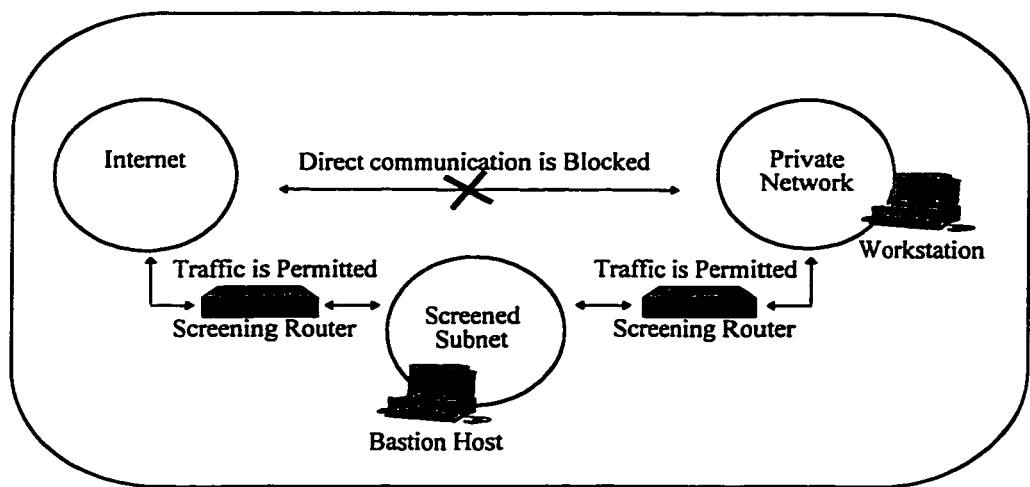 Internet
Direct communication is Blocked
Private
Network
Workstation
Traffic is Permitted
Traffic is Permitted
Screening Router
Screened
Subnet
Screening Router
Bastion Host